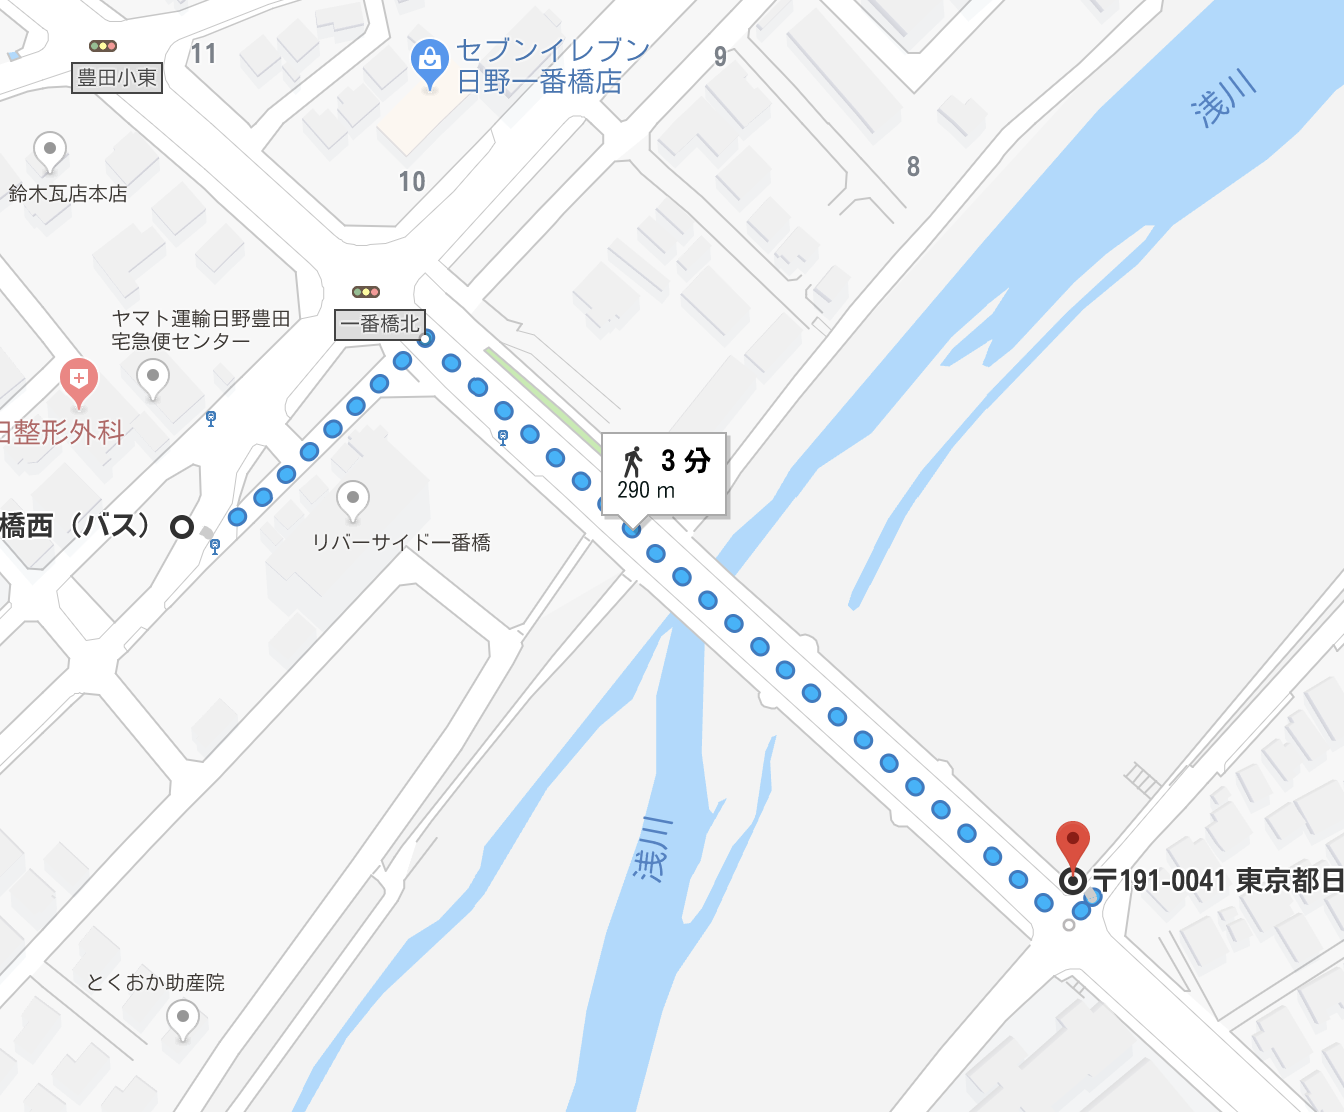 11
豊田小東
セブンイレブン
日野一番橋店
9
浅川
鈴木瓦店本店
10
8
ヤマト運輸日野豊田
宅急便センター
一番橋北
田整形外科
3 分
290 m
橋西（バス）
リバーサイド一番橋
浅川
〒191-0041 東京都日
とくおか助産院